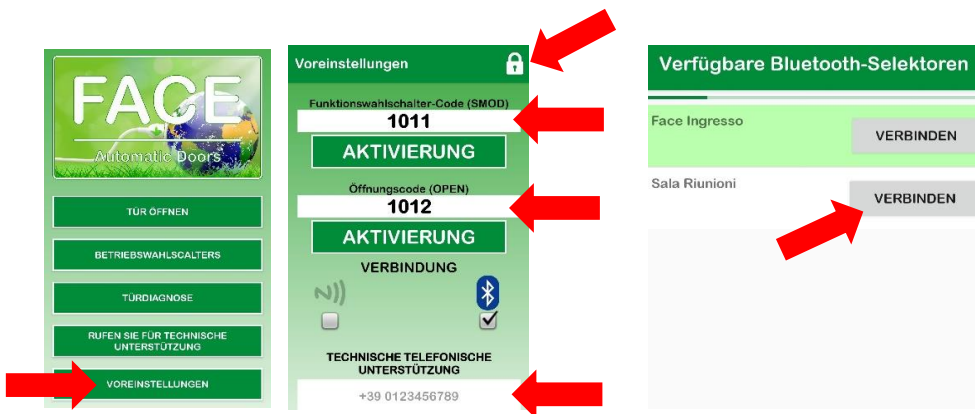 FACE
Automatic Doors
TÜR ÖFFNEN
BETRIEBSWAHLSCALTERS
TÜRDIAGNOSE
RUFEN SIE FÜR TECHNISCHE
UNTERSTÜTZUNG
VOREINSTELLUNGEN
Voreinstellungen
Funktionswahlschalter-Code (SMOD)
1011
AKTIVIERUNG
Öffnungscode (OPEN)
1012
AKTIVIERUNG
VERBINDUNG
TECHNISCHE TELEFONISCHE
UNTERSTÜTZUNG
+39 0123456789
Verfügbare Bluetooth-Selektoren
Face Ingresso
VERBINDEN
Sala Riunioni
VERBINDEN